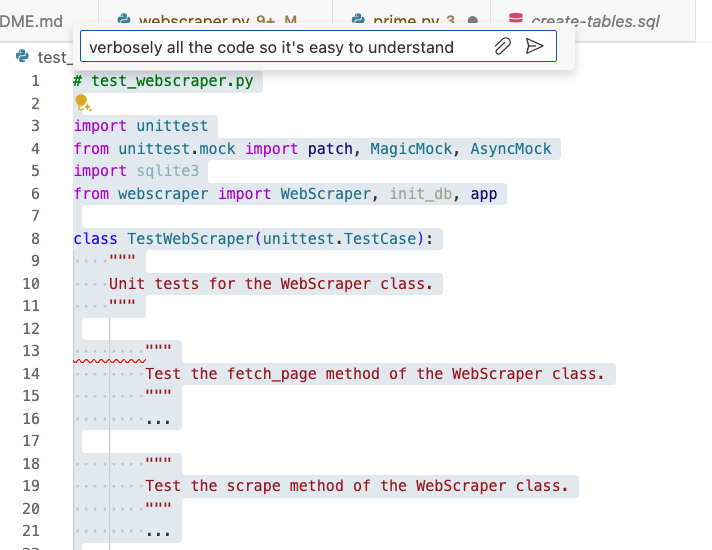 DME.md webscraper.py 9+, M prime.py 3 create-tables.sql
verbosely all the code so it's easy to understand
test_
1 # test_webscraper.py
2
3 import unittest
4 from unittest.mock import patch, MagicMock, AsyncMock
5 import sqlite3
6 from webscraper import WebScraper, init_db, app
7
8 class TestWebScraper(unittest.TestCase):
9 """
10 Unit tests for the WebScraper class.
11 """
12
13 """
14 Test the fetch_page method of the WebScraper class.
15 """
16 ...
17
18 """
19 Test the scrape method of the WebScraper class.
20 """
21 ...